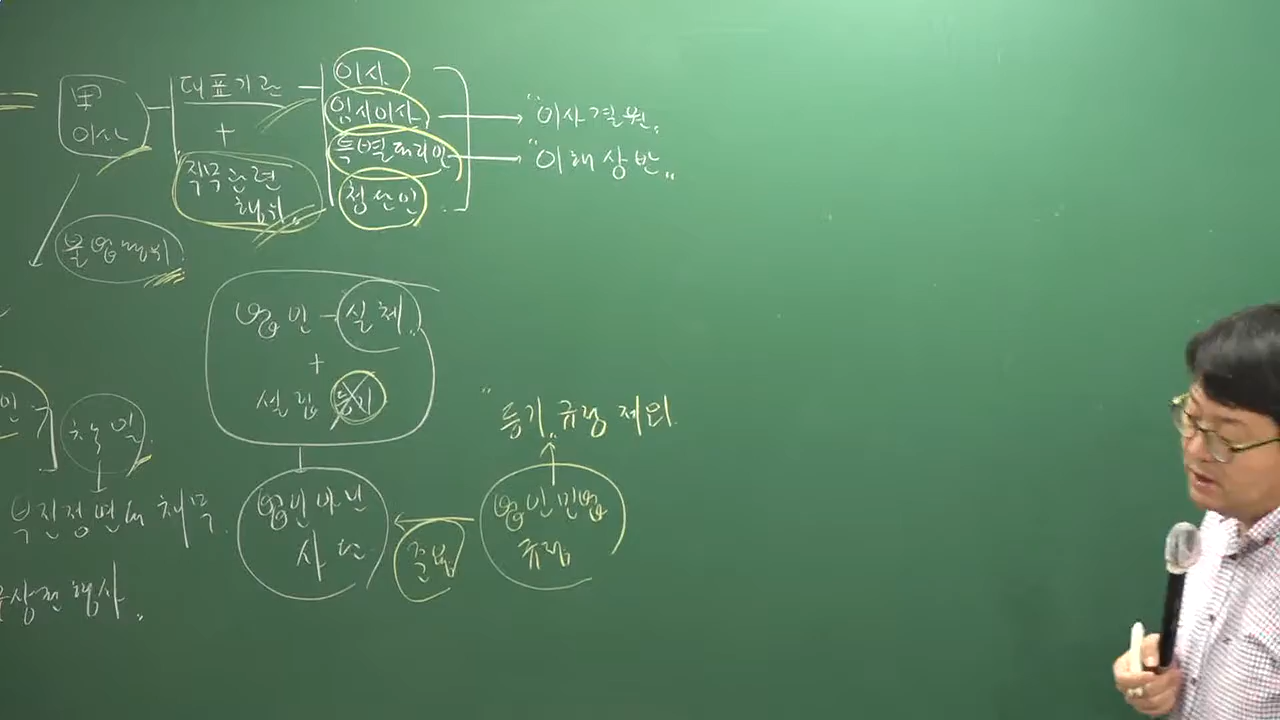 甲
이사
대표기관
+
직무관련
행위
이사
임시이사
특별대리인
청산인
"이사결원"
"이해상반"
불법행위
법인 - 실체
+
설립 등기
인
"등기" 규정 제외
부진정연대 채무
법인아닌
사단
준용
법인민법
규정
구상권 행사